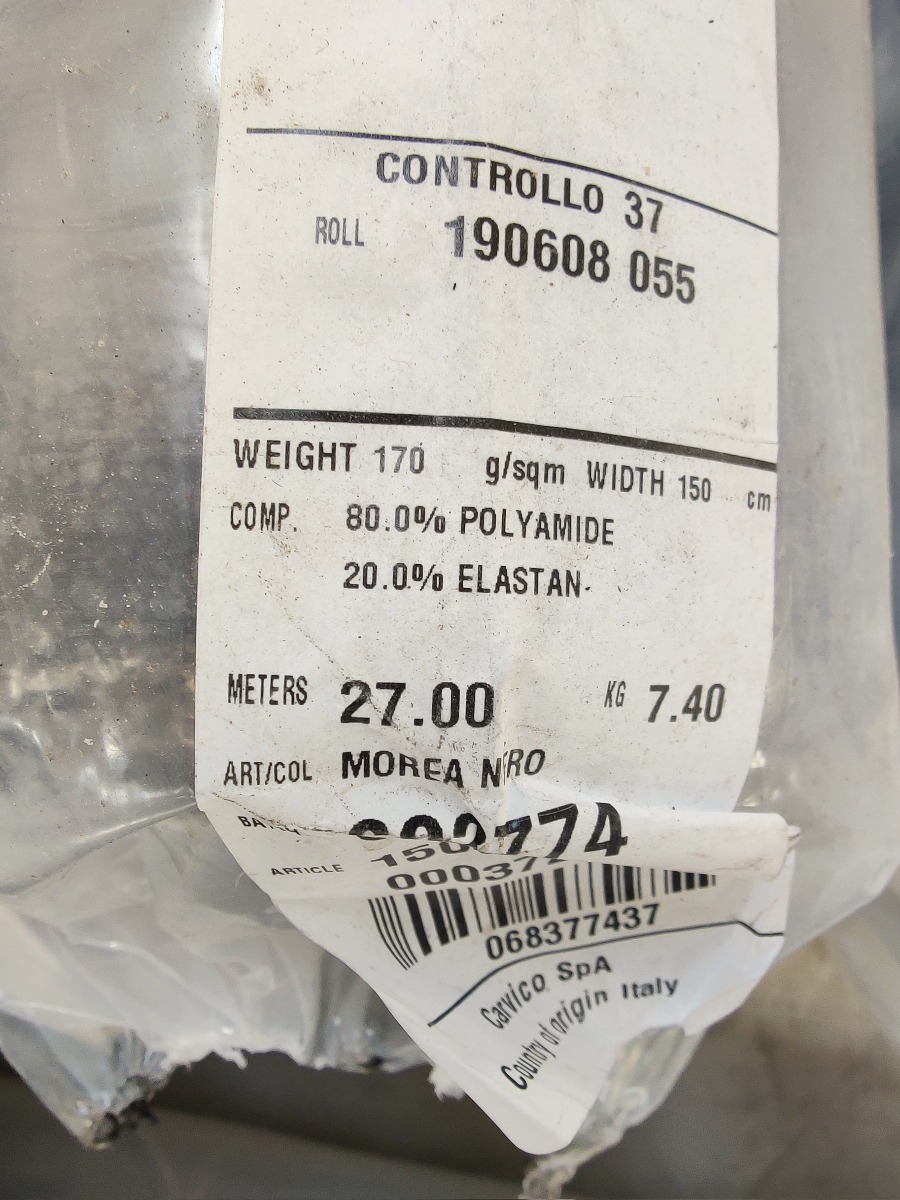 CONTROLLO 37
ROLL 190608 055
WEIGHT 170 g/sqm WIDTH 150 cm
COMP. 80.0% POLYAMIDE
20.0% ELASTAN
METERS 27.00 KG 7.40
ART/COL MOREA NERO
ARTICLE
068377437
Carvico SpA
Country of origin Italy